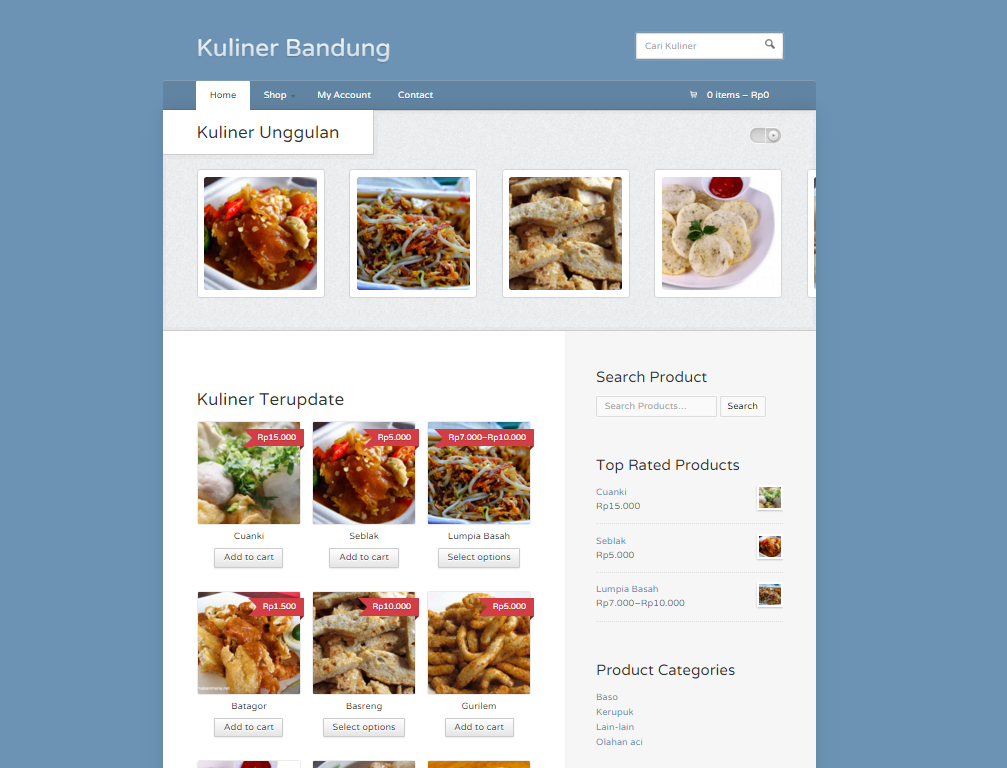 Kuliner Bandung
Cari Kuliner
Home Shop My Account Contact 0 items – Rp0
Kuliner Unggulan
Kuliner Terupdate
Rp15.000 Rp5.000 Rp7.000–Rp10.000
Cuanki Seblak Lumpia Basah
Add to cart Add to cart Select options
Rp1.500 Rp10.000 Rp5.000
Batagor Basreng Gurilem
Add to cart Select options Add to cart
Search Product
Search Products... Search
Top Rated Products
Cuanki
Rp15.000
Seblak
Rp5.000
Lumpia Basah
Rp7.000–Rp10.000
Product Categories
Baso
Kerupuk
Lain-lain
Olahan aci